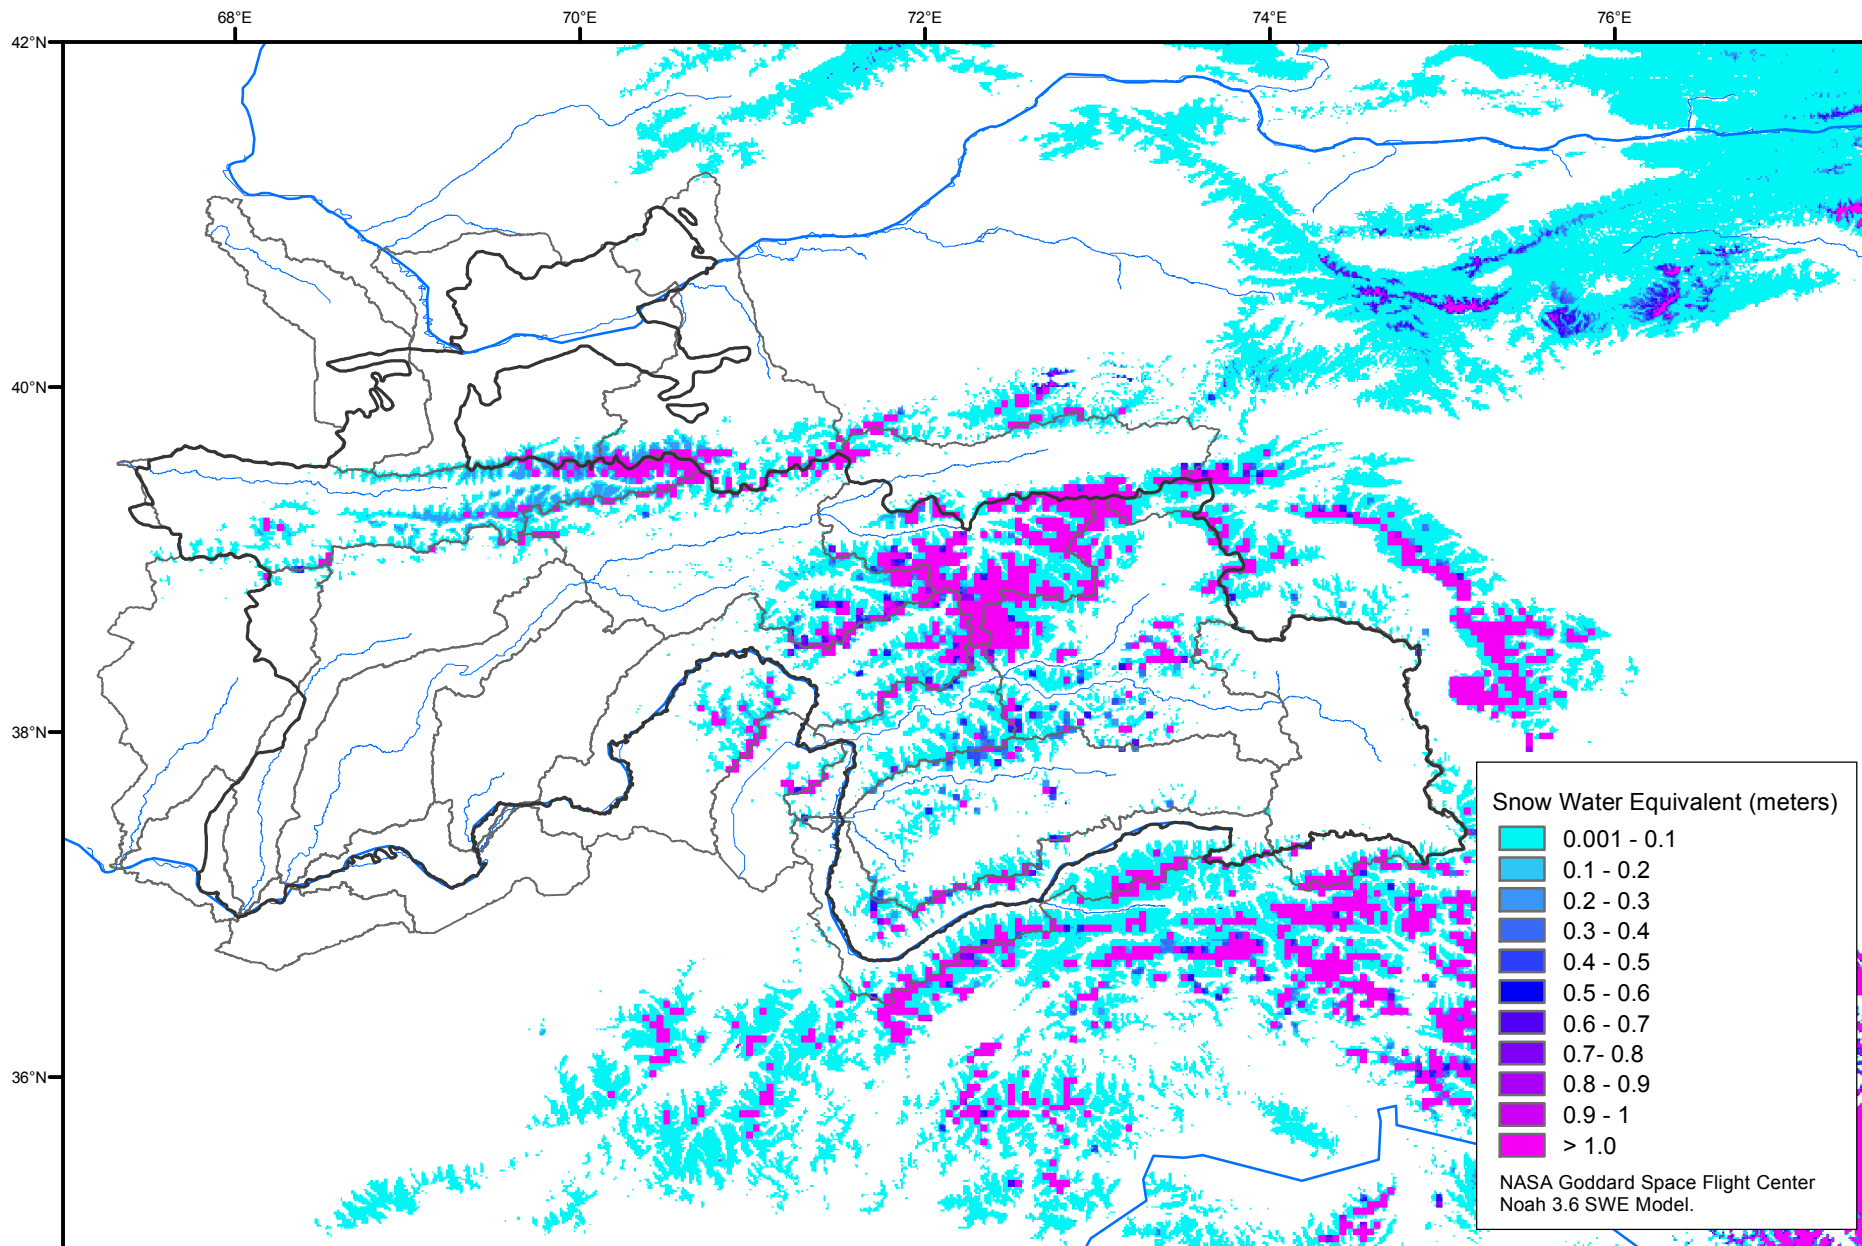 68°E 70°E 72°E 74°E 76°E
42°N
40°N
38°N
36°N
Snow Water Equivalent (meters)
0.001 - 0.1
0.1 - 0.2
0.2 - 0.3
0.3 - 0.4
0.4 - 0.5
0.5 - 0.6
0.6 - 0.7
0.7- 0.8
0.8 - 0.9
0.9 - 1
> 1.0
NASA Goddard Space Flight Center
Noah 3.6 SWE Model.